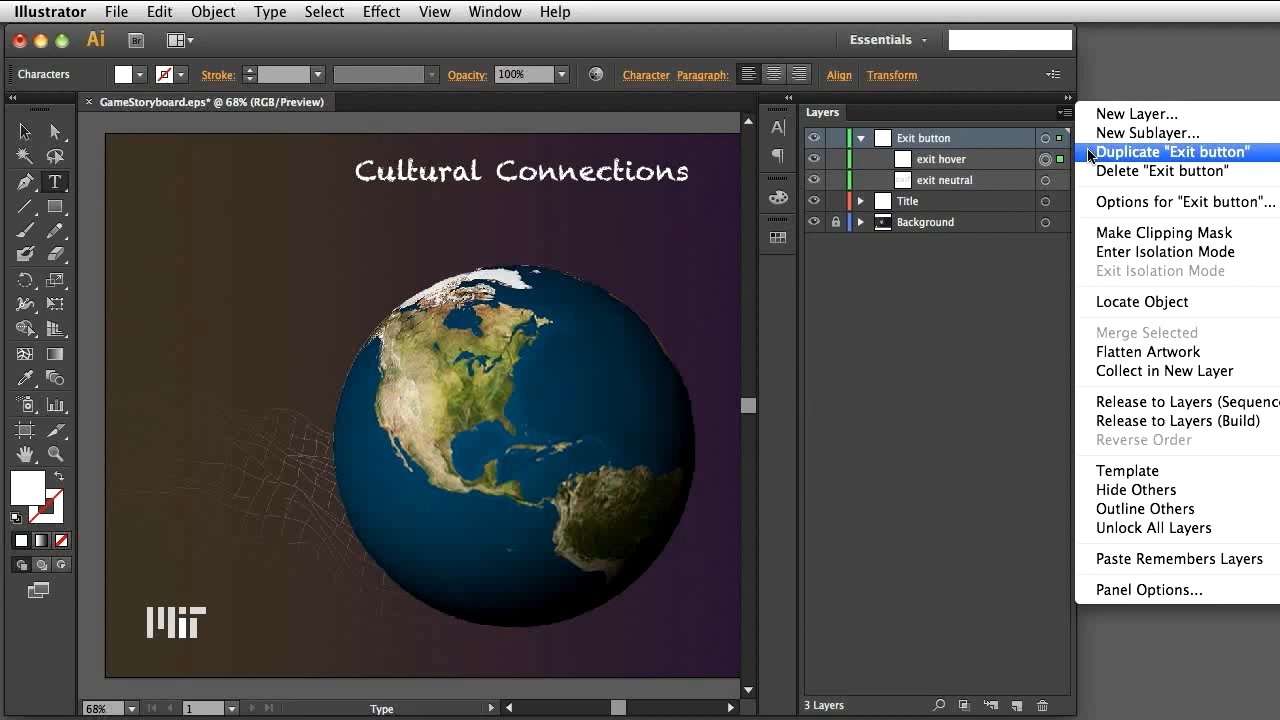 Illustrator File Edit Object Type Select Effect View Window Help
Ai Br Essentials
Characters Stroke: Opacity: 100% Character Paragraph: Align Transform
× GameStoryboard.eps* @ 68% (RGB/Preview)
Layers
Exit button
exit hover
exit neutral
Title
Background
Cultural Connections
MIT
New Layer...
New Sublayer...
Duplicate "Exit button"
Delete "Exit button"
Options for "Exit button"...
Make Clipping Mask
Enter Isolation Mode
Exit Isolation Mode
Locate Object
Merge Selected
Flatten Artwork
Collect in New Layer
Release to Layers (Sequenc
Release to Layers (Build)
Reverse Order
Template
Hide Others
Outline Others
Unlock All Layers
Paste Remembers Layers
Panel Options...
68% 1 Type
3 Layers